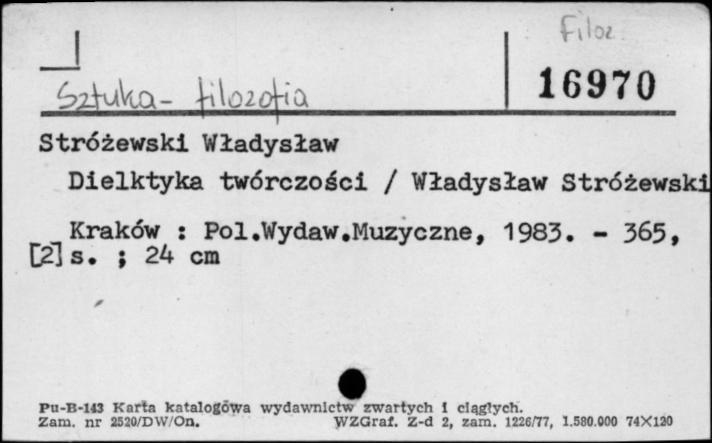 Filoz
16970
Sztuka - filozofia
Stróżewski Władysław
Dielktyka twórczości / Władysław Stróżewski
Kraków : Pol.Wydaw.Muzyczne, 1983. - 365,
[2] s. ; 24 cm
Pu-B-143 Karta katalogowa wydawnictw zwartych i ciągłych.
Zam. nr 2520/DW/On. WZGraf. Z-d 2, zam. 1226/77, 1.580.000 74×120